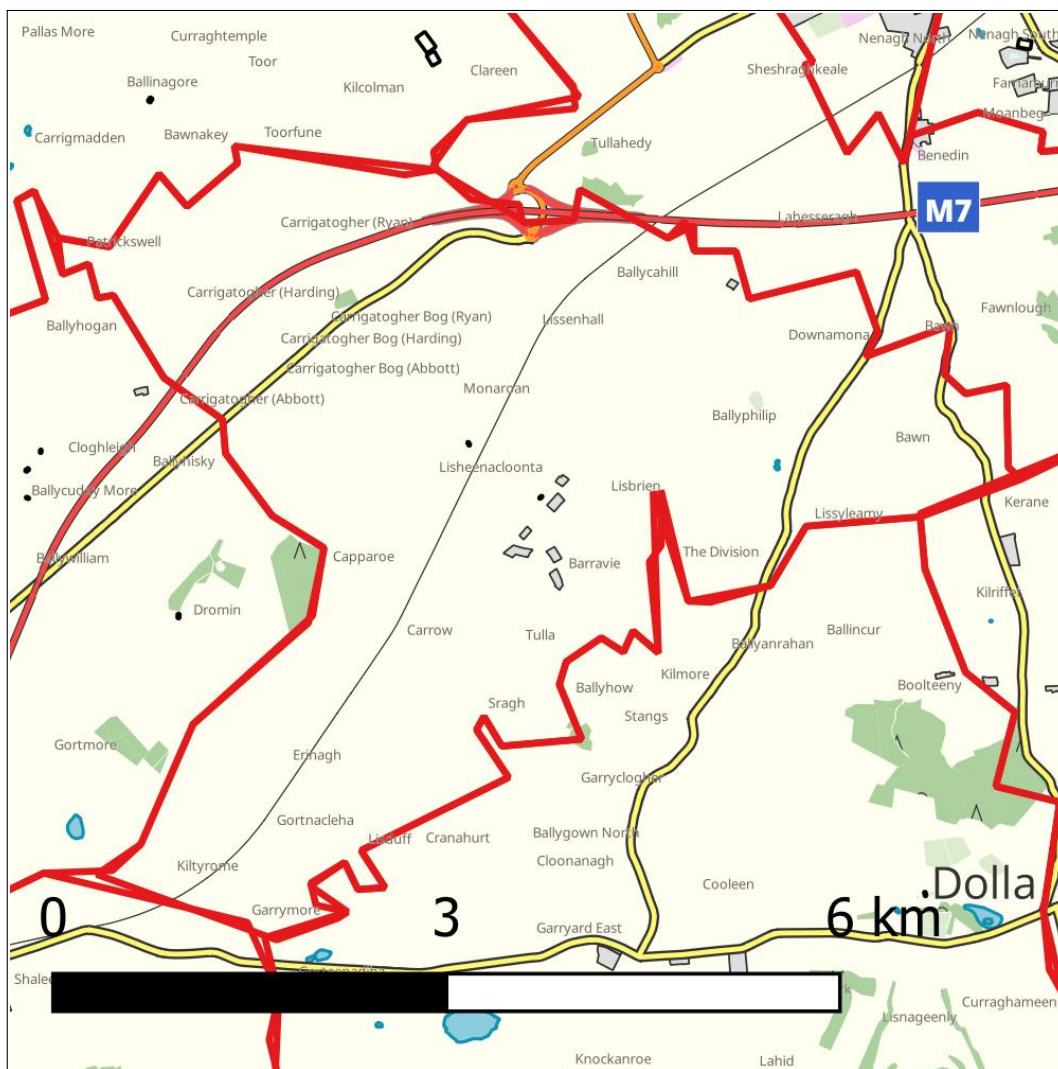 Pallas More
Curraghtemple
Nenagh North
Nenagh South
Toor
Clareen
Sheshraghkeale
Ballinagore
Kilcolman
Moanbeg
Carrigmadden
Bawnakey
Toorfune
Tullahedy
Benedin
M7
Lahesseragh
Carrigatogher (Ryan)
Patrickswell
Ballycahill
Carrigatogher (Harding)
Fawnlough
Carrigatogher Bog (Ryan)
Lissenhall
Ballyhogan
Bawn
Downamona
Carrigatogher Bog (Harding)
Carrigatogher Bog (Abbott)
Monaroan
Carrigatogher (Abbott)
Ballyphilip
Bawn
Cloghleigh
Ballyhisky
Lisheenacloonta
Ballycuddy More
Lisbrien
Kerane
Lissyleamy
Ballywilliam
Capparoe
The Division
Barravie
Kilriffet
Dromin
Carrow
Tulla
Ballincur
Ballyanrahan
Kilmore
Boolteeny
Ballyhow
Sragh
Stangs
Gortmore
Erinagh
Garryclogher
Gortnacleha
Lisduff
Cranahurt
Ballygown North
Cloonanagh
Kiltyrome
Cooleen
Dolla
Garrymore
0
3
6 km
Garryard East
Curraghameen
Lisnageenly
Knockanroe
Lahid